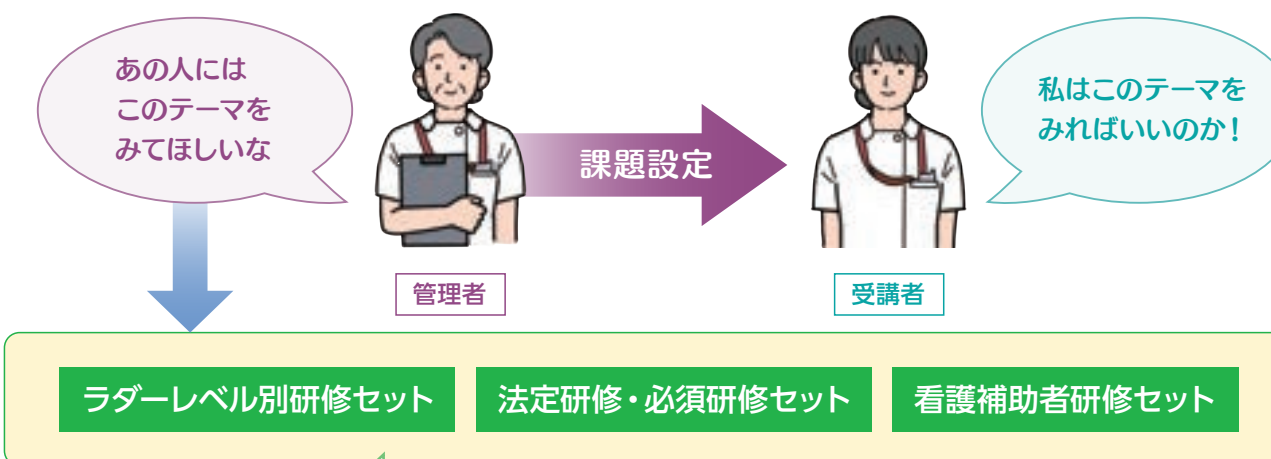 あの人には
このテーマを
みてほしいな
課題設定
私はこのテーマを
みればいいのか！
管理者
受講者
ラダーレベル別研修セット
法定研修・必須研修セット
看護補助者研修セット